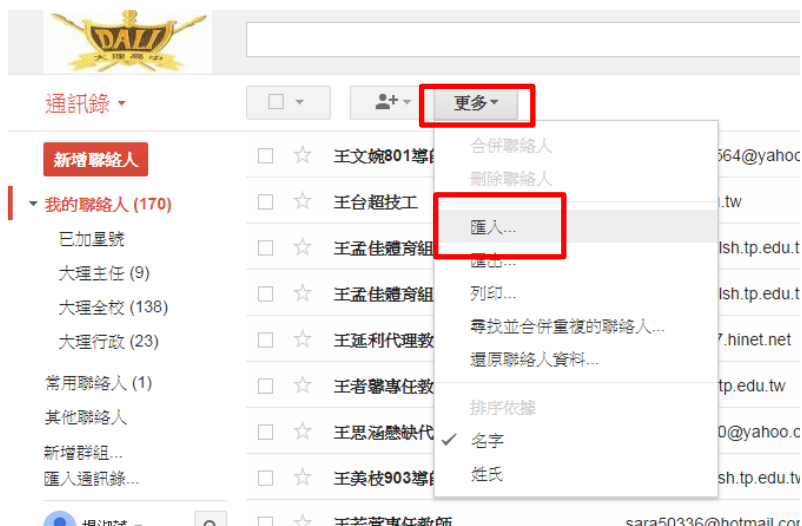 DALI
大理高中
通訊錄
更多
新增聯絡人
我的聯絡人 (170)
已加星號
大理主任 (9)
大理全校 (138)
大理行政 (23)
常用聯絡人 (1)
其他聯絡人
新增群組...
匯入通訊錄...
合併聯絡人
刪除聯絡人
匯入...
匯出...
列印...
尋找並合併重複的聯絡人...
還原聯絡人資料...
排序依據
名字
姓氏
王文婉801導 564@yahoo
王台超技工 .tw
王孟佳體育組 lsh.tp.edu.t
王孟佳體育組 lsh.tp.edu.t
王延利代理教 7.hinet.net
王者馨專任教 tp.edu.tw
王思涵懸缺代 0@yahoo.c
王美枝903導 sh.tp.edu.tw
sara50336@hotmail.co